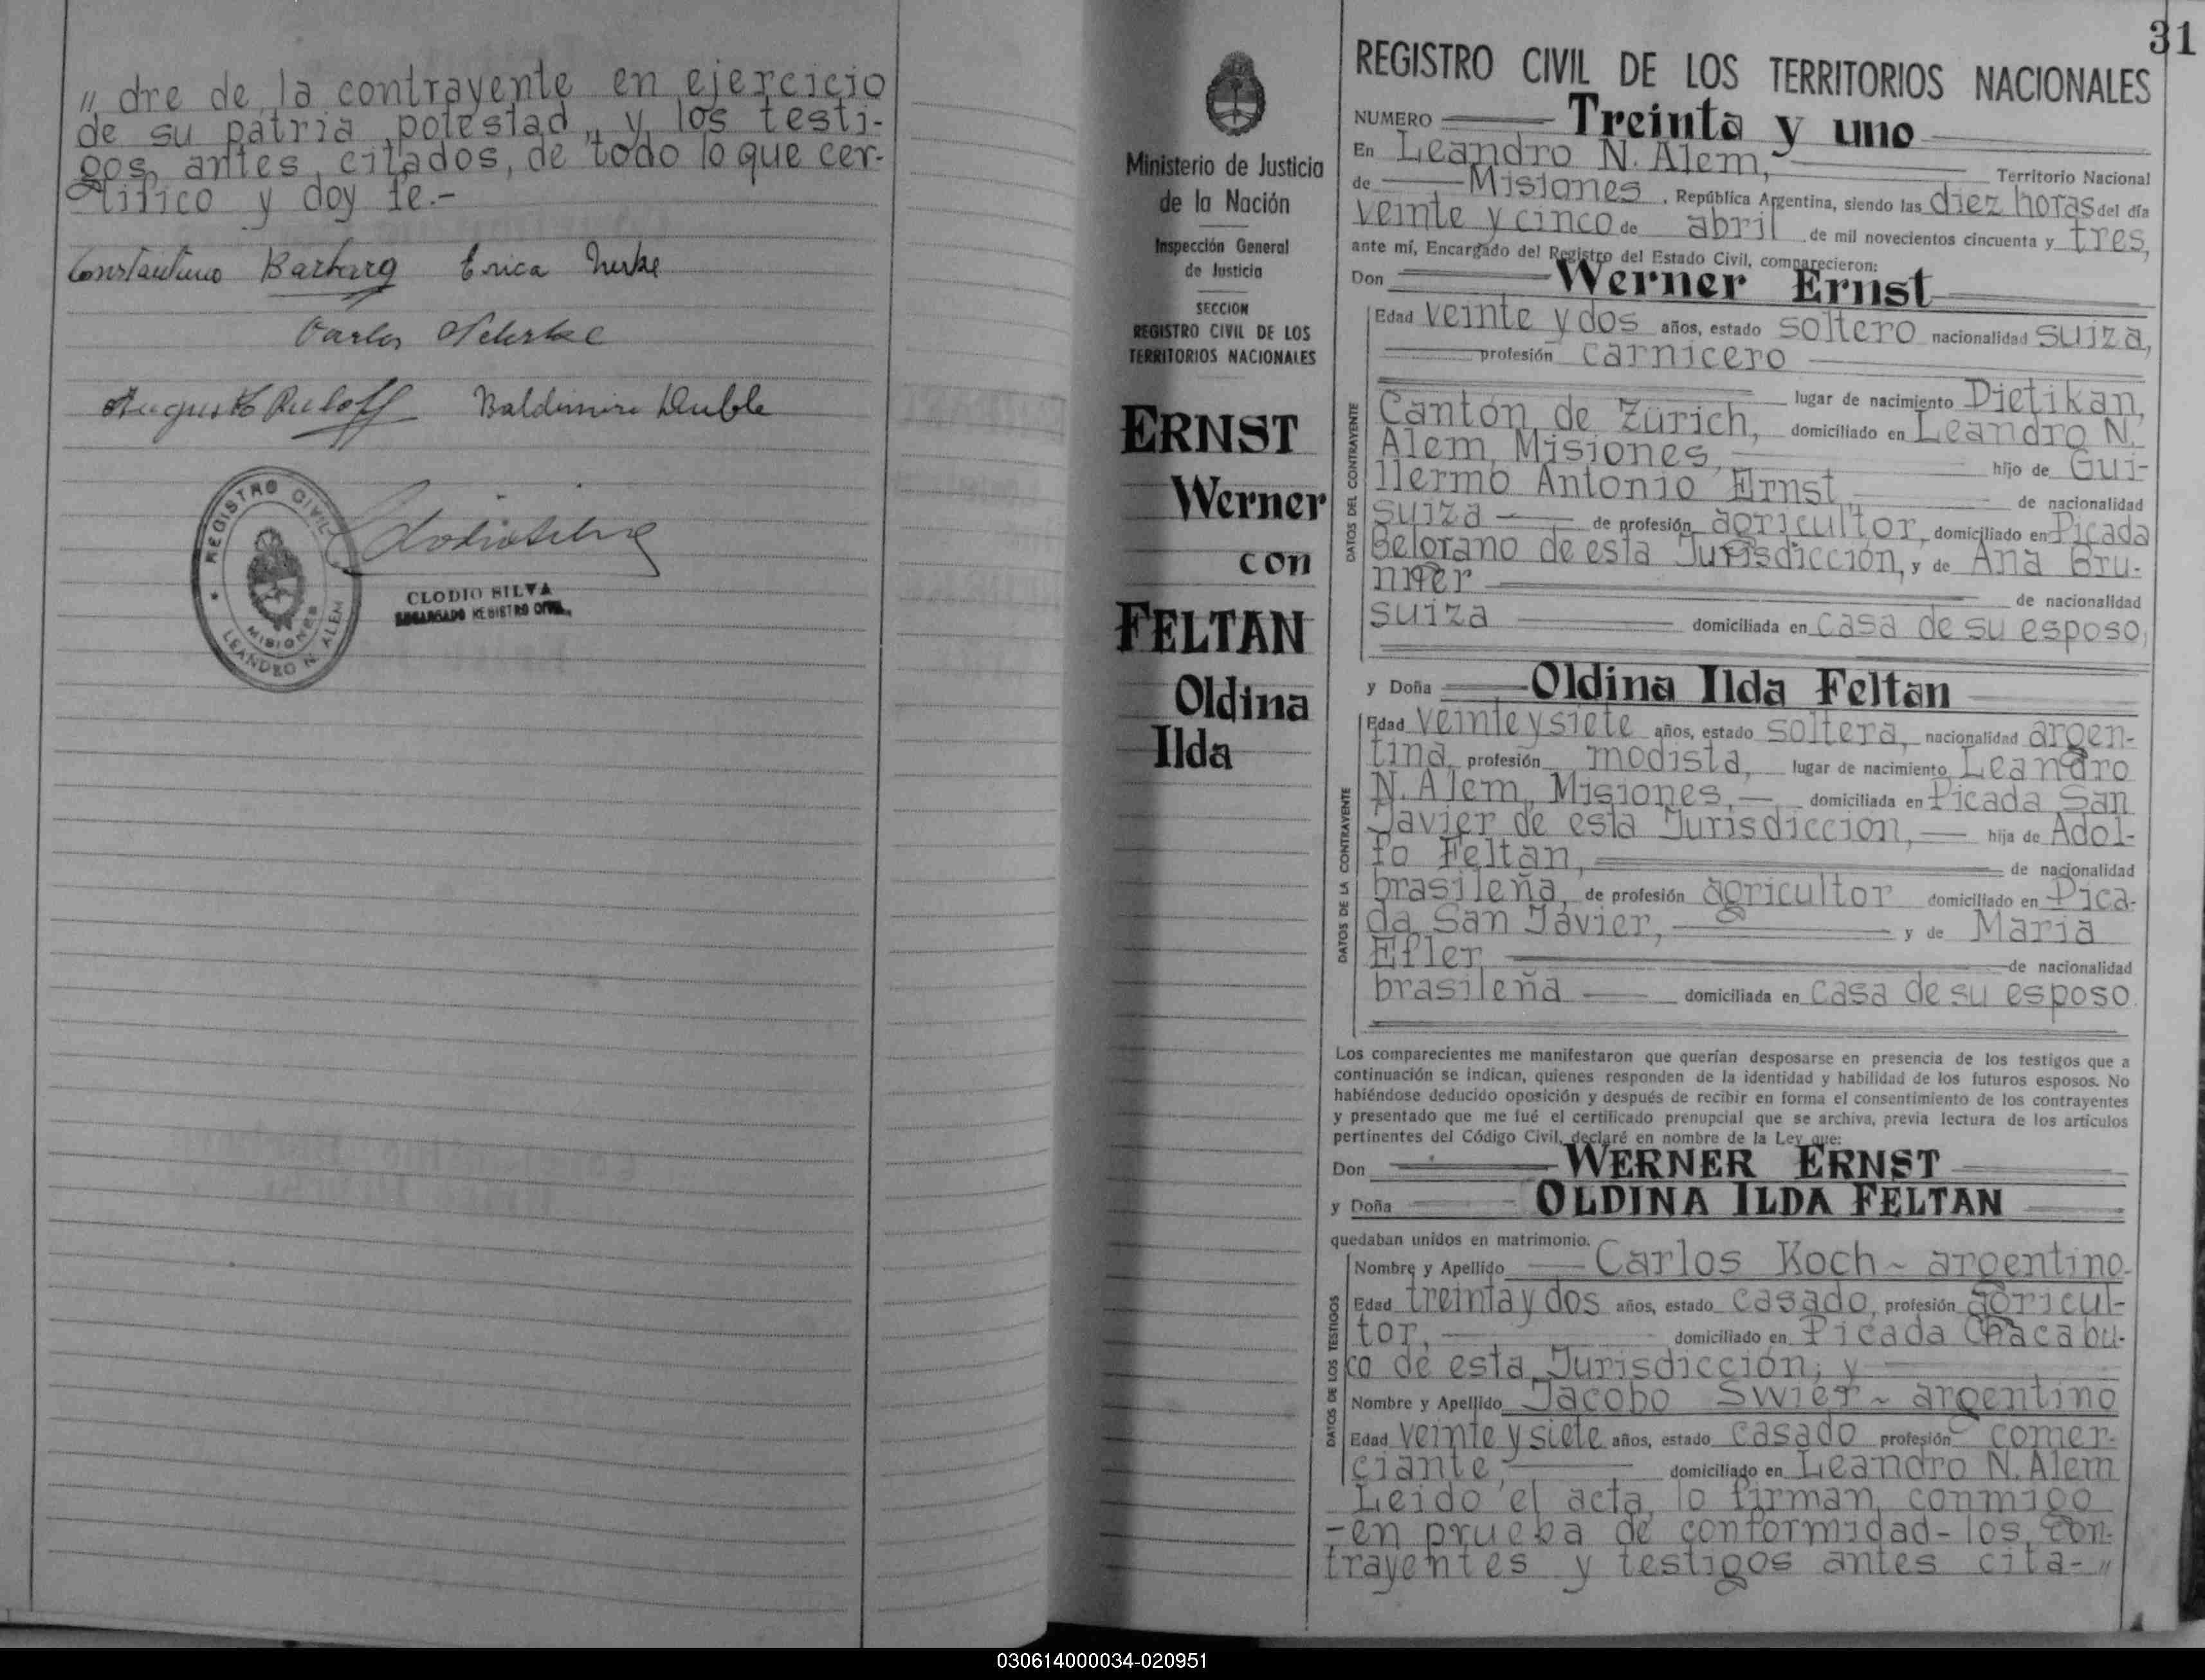 " dre de la contrayente en ejercicio
de su patria potestad, y los testi-
gos, antes citados, de todo lo que cer-
tifico y doy fe.-
Constantino Barburg Erica
Carlos
Augusto Ruloff Baldimiro
REGISTRO CIVIL
MISIONES
LEANDRO N. ALEM
CLODIO SILVA
ENCARGADO REGISTRO CIVIL
31
Ministerio de Justicia
de la Nación
Inspección General
de Justicia
SECCION
REGISTRO CIVIL DE LOS
TERRITORIOS NACIONALES
ERNST
Werner
con
FELTAN
Oldina
Ilda
REGISTRO CIVIL DE LOS TERRITORIOS NACIONALES
NUMERO Treinta y uno
En Leandro N. Alem, Territorio Nacional
de Misiones, República Argentina, siendo las diez horas del día
veinte y cinco de abril de mil novecientos cincuenta y tres,
ante mí, Encargado del Registro del Estado Civil, comparecieron:
Don Werner Ernst
DATOS DEL CONTRAYENTE
Edad veinte y dos años, estado soltero nacionalidad suiza,
profesión carnicero
lugar de nacimiento Dietikan,
Cantón de Zürich, domiciliado en Leandro N.
Alem, Misiones, hijo de Gui-
llermo Antonio Ernst de nacionalidad
suiza de profesión agricultor, domiciliado en Picada
Belgrano de esta Jurisdicción, y de Ana Bru-
nner de nacionalidad
suiza domiciliada en casa de su esposo,
y Doña Oldina Ilda Feltan
DATOS DE LA CONTRAYENTE
Edad veinte y siete años, estado soltera, nacionalidad argen-
tina, profesión modista, lugar de nacimiento Leandro
N. Alem, Misiones, domiciliada en Picada San
Javier de esta Jurisdicción, hija de Adol-
fo Feltan, de nacionalidad
brasileña, de profesión agricultor domiciliado en Pica-
da San Javier, y de Maria
Efler de nacionalidad
brasileña domiciliada en casa de su esposo
Los comparecientes me manifestaron que querían desposarse en presencia de los testigos que a
continuación se indican, quienes responden de la identidad y habilidad de los futuros esposos. No
habiéndose deducido oposición y después de recibir en forma el consentimiento de los contrayentes
y presentado que me fué el certificado prenupcial que se archiva, previa lectura de los artículos
pertinentes del Código Civil, declaré en nombre de la Ley que:
Don WERNER ERNST
y Doña OLDINA ILDA FELTAN
quedaban unidos en matrimonio.
DATOS DE LOS TESTIGOS
Nombre y Apellido Carlos Koch ~ argentino-
Edad treinta y dos años, estado casado, profesión agricul-
tor, domiciliado en Picada Chacabu-
co de esta Jurisdicción; y
Nombre y Apellido Jacobo Swier ~ argentino
Edad veinte y siete años, estado casado profesión comer-
ciante, domiciliado en Leandro N. Alem
Leido el acta, lo firman conmigo
-en prueba de conformidad- los con-
trayentes y testigos antes cita- "
030614000034-020951